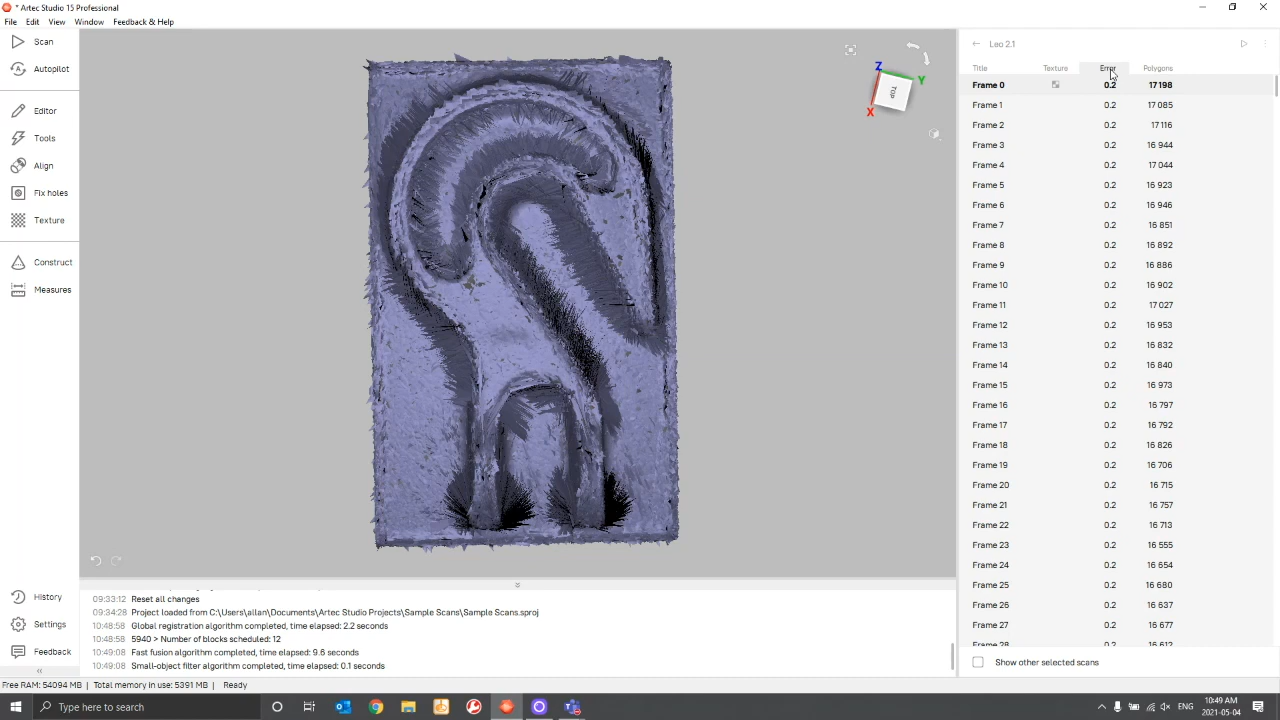 * Artec Studio 15 Professional
File Edit View Window Feedback & Help
Scan
Autopilot
Editor
Tools
Align
Fix holes
Texture
Construct
Measures
History
Settings
Feedback
Z
Y
TOP
X
Leo 2.1
Title Texture Error Polygons
Frame 0 0.2 17 198
Frame 1 0.2 17 085
Frame 2 0.2 17 116
Frame 3 0.2 16 944
Frame 4 0.2 17 044
Frame 5 0.2 16 923
Frame 6 0.2 16 946
Frame 7 0.2 16 851
Frame 8 0.2 16 892
Frame 9 0.2 16 886
Frame 10 0.2 16 902
Frame 11 0.2 17 027
Frame 12 0.2 16 953
Frame 13 0.2 16 832
Frame 14 0.2 16 840
Frame 15 0.2 16 973
Frame 16 0.2 16 797
Frame 17 0.2 16 792
Frame 18 0.2 16 826
Frame 19 0.2 16 706
Frame 20 0.2 16 715
Frame 21 0.2 16 757
Frame 22 0.2 16 713
Frame 23 0.2 16 555
Frame 24 0.2 16 654
Frame 25 0.2 16 680
Frame 26 0.2 16 637
Frame 27 0.2 16 677
Frame 28 0.2 16 612
Show other selected scans
09:33:12 Reset all changes
09:34:28 Project loaded from C:\Users\allan\Documents\Artec Studio Projects\Sample Scans\Sample Scans.sproj
10:48:58 Global registration algorithm completed, time elapsed: 2.2 seconds
10:48:58 5940 > Number of blocks scheduled: 12
10:49:08 Fast fusion algorithm completed, time elapsed: 9.6 seconds
10:49:08 Small-object filter algorithm completed, time elapsed: 0.1 seconds
Free RAM: 54094 MB | Total memory in use: 5391 MB | Ready
Type here to search
ENG
10:49 AM
2021-05-04